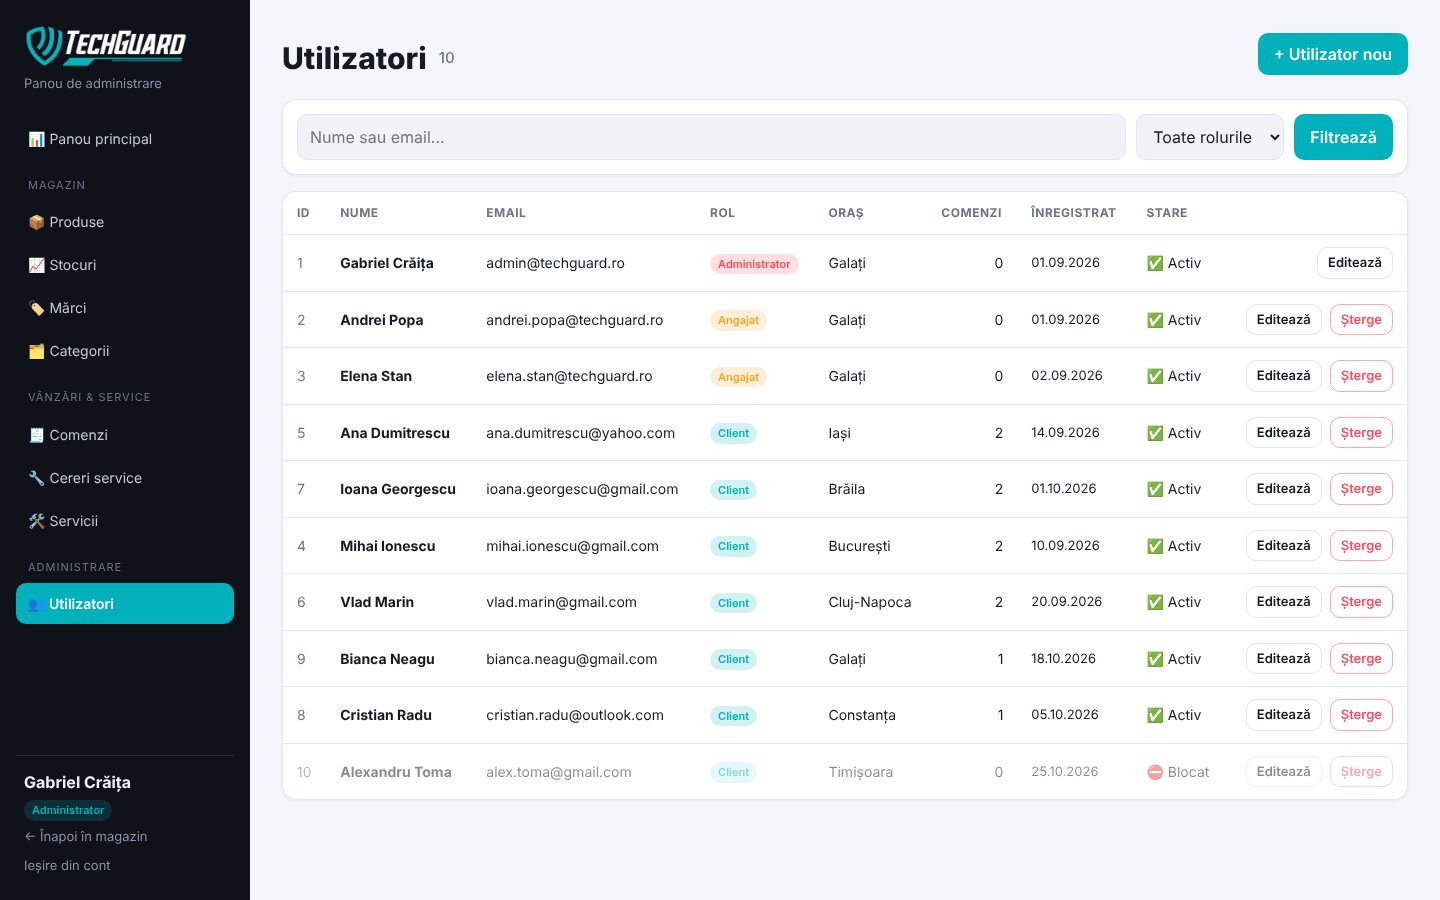 TECHGUARD
Panou de administrare
Panou principal
MAGAZIN
Produse
Stocuri
Mărci
Categorii
VÂNZĂRI & SERVICE
Comenzi
Cereri service
Servicii
ADMINISTRARE
Utilizatori
Gabriel Crăița
Administrator
← Înapoi în magazin
Ieșire din cont
Utilizatori 10
+ Utilizator nou
Nume sau email... Toate rolurile Filtrează
ID NUME EMAIL ROL ORAȘ COMENZI ÎNREGISTRAT STARE
1 Gabriel Crăița admin@techguard.ro Administrator Galați 0 01.09.2026 ✅ Activ Editează
2 Andrei Popa andrei.popa@techguard.ro Angajat Galați 0 01.09.2026 ✅ Activ Editează Șterge
3 Elena Stan elena.stan@techguard.ro Angajat Galați 0 02.09.2026 ✅ Activ Editează Șterge
5 Ana Dumitrescu ana.dumitrescu@yahoo.com Client Iași 2 14.09.2026 ✅ Activ Editează Șterge
7 Ioana Georgescu ioana.georgescu@gmail.com Client Brăila 2 01.10.2026 ✅ Activ Editează Șterge
4 Mihai Ionescu mihai.ionescu@gmail.com Client București 2 10.09.2026 ✅ Activ Editează Șterge
6 Vlad Marin vlad.marin@gmail.com Client Cluj-Napoca 2 20.09.2026 ✅ Activ Editează Șterge
9 Bianca Neagu bianca.neagu@gmail.com Client Galați 1 18.10.2026 ✅ Activ Editează Șterge
8 Cristian Radu cristian.radu@outlook.com Client Constanța 1 05.10.2026 ✅ Activ Editează Șterge
10 Alexandru Toma alex.toma@gmail.com Client Timișoara 0 25.10.2026 ⛔ Blocat Editează Șterge